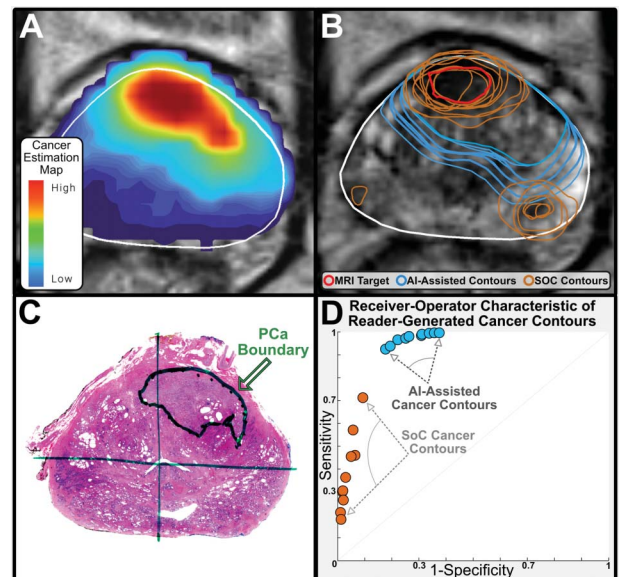 A
Cancer
Estimation
Map
High
Low
B
MRI Target
AI-Assisted Contours
SOC Contours
C
PCa
Boundary
D
Receiver-Operator Characteristic of
Reader-Generated Cancer Contours
1
0.7
0.3
0
Sensitivity
AI-Assisted
Cancer Contours
SoC Cancer
Contours
0.3
0.7
1
1-Specificity